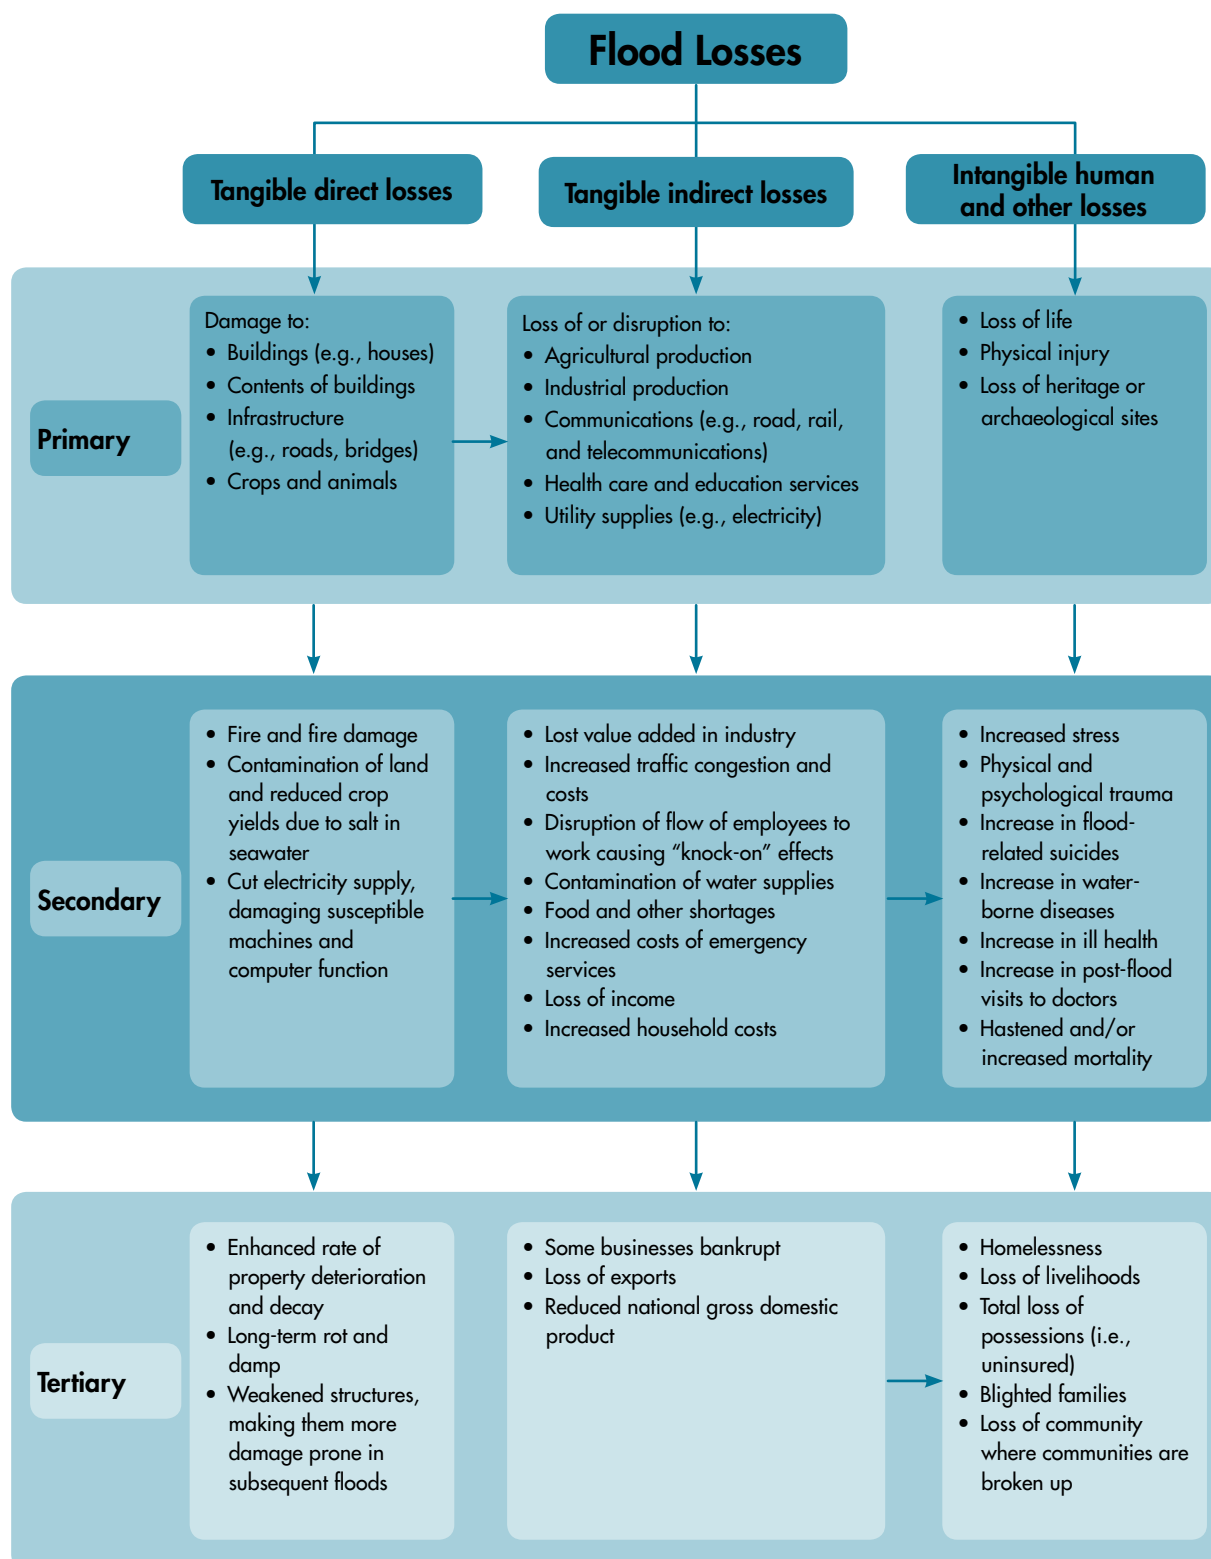 Flood Losses
Tangible direct losses
Tangible indirect losses
Intangible human
and other losses
Primary
Damage to:
• Buildings (e.g., houses)
• Contents of buildings
• Infrastructure
(e.g., roads, bridges)
• Crops and animals
Loss of or disruption to:
• Agricultural production
• Industrial production
• Communications (e.g., road, rail,
and telecommunications)
• Health care and education services
• Utility supplies (e.g., electricity)
• Loss of life
• Physical injury
• Loss of heritage or
archaeological sites
Secondary
• Fire and fire damage
• Contamination of land
and reduced crop
yields due to salt in
seawater
• Cut electricity supply,
damaging susceptible
machines and
computer function
• Lost value added in industry
• Increased traffic congestion and
costs
• Disruption of flow of employees to
work causing “knock-on” effects
• Contamination of water supplies
• Food and other shortages
• Increased costs of emergency
services
• Loss of income
• Increased household costs
• Increased stress
• Physical and
psychological trauma
• Increase in flood-
related suicides
• Increase in water-
borne diseases
• Increase in ill health
• Increase in post-flood
visits to doctors
• Hastened and/or
increased mortality
Tertiary
• Enhanced rate of
property deterioration
and decay
• Long-term rot and
damp
• Weakened structures,
making them more
damage prone in
subsequent floods
• Some businesses bankrupt
• Loss of exports
• Reduced national gross domestic
product
• Homelessness
• Loss of livelihoods
• Total loss of
possessions (i.e.,
uninsured)
• Blighted families
• Loss of community
where communities are
broken up